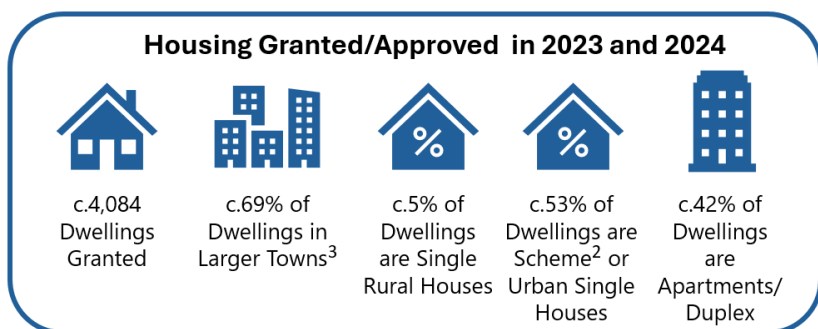 Housing Granted/Approved in 2023 and 2024
%
%
c.4,084
Dwellings
Granted
c.69% of
Dwellings in
Larger Towns³
c.5% of
Dwellings
are Single
Rural Houses
c.53% of
Dwellings are
Scheme² or
Urban Single
Houses
c.42% of
Dwellings
are
Apartments/
Duplex